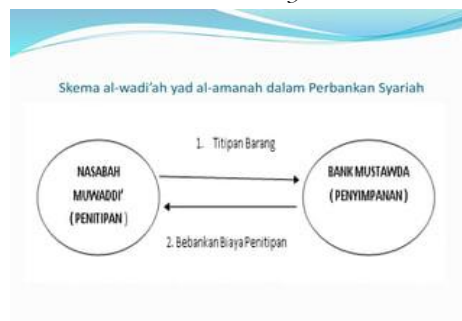 Skema al-wadi'ah yad al-amanah dalam Perbankan Syariah
1. Titipan Barang
NASABAH
MUWADDI'
( PENITIPAN )
BANK MUSTAWDA
( PENYIMPANAN )
2. Bebankan Biaya Penitipan